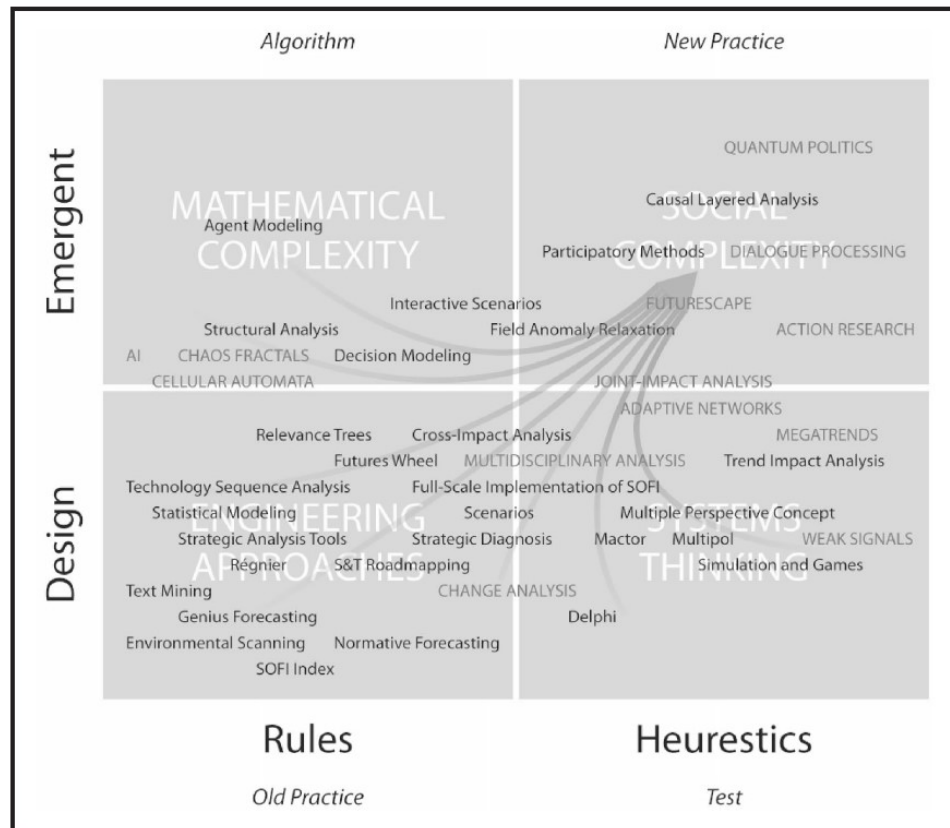 Algorithm
New Practice
Emergent
QUANTUM POLITICS
MATHEMATICAL COMPLEXITY
SOCIAL COMPLEXITY
Causal Layered Analysis
Agent Modeling
Participatory Methods
DIALOGUE PROCESSING
Interactive Scenarios
FUTURESCAPE
Structural Analysis
Field Anomaly Relaxation
ACTION RESEARCH
AI
CHAOS FRACTALS
Decision Modeling
CELLULAR AUTOMATA
JOINT-IMPACT ANALYSIS
ADAPTIVE NETWORKS
Design
Relevance Trees
Cross-Impact Analysis
MEGATRENDS
Futures Wheel
MULTIDISCIPLINARY ANALYSIS
Trend Impact Analysis
Technology Sequence Analysis
Full-Scale Implementation of SOFI
ENGINEERING APPROACHES
SYSTEMS THINKING
Statistical Modeling
Scenarios
Multiple Perspective Concept
Strategic Analysis Tools
Strategic Diagnosis
Mactor
Multipol
WEAK SIGNALS
Régnier
S&T Roadmapping
Simulation and Games
Text Mining
CHANGE ANALYSIS
Genius Forecasting
Delphi
Environmental Scanning
Normative Forecasting
SOFI Index
Rules
Heurestics
Old Practice
Test